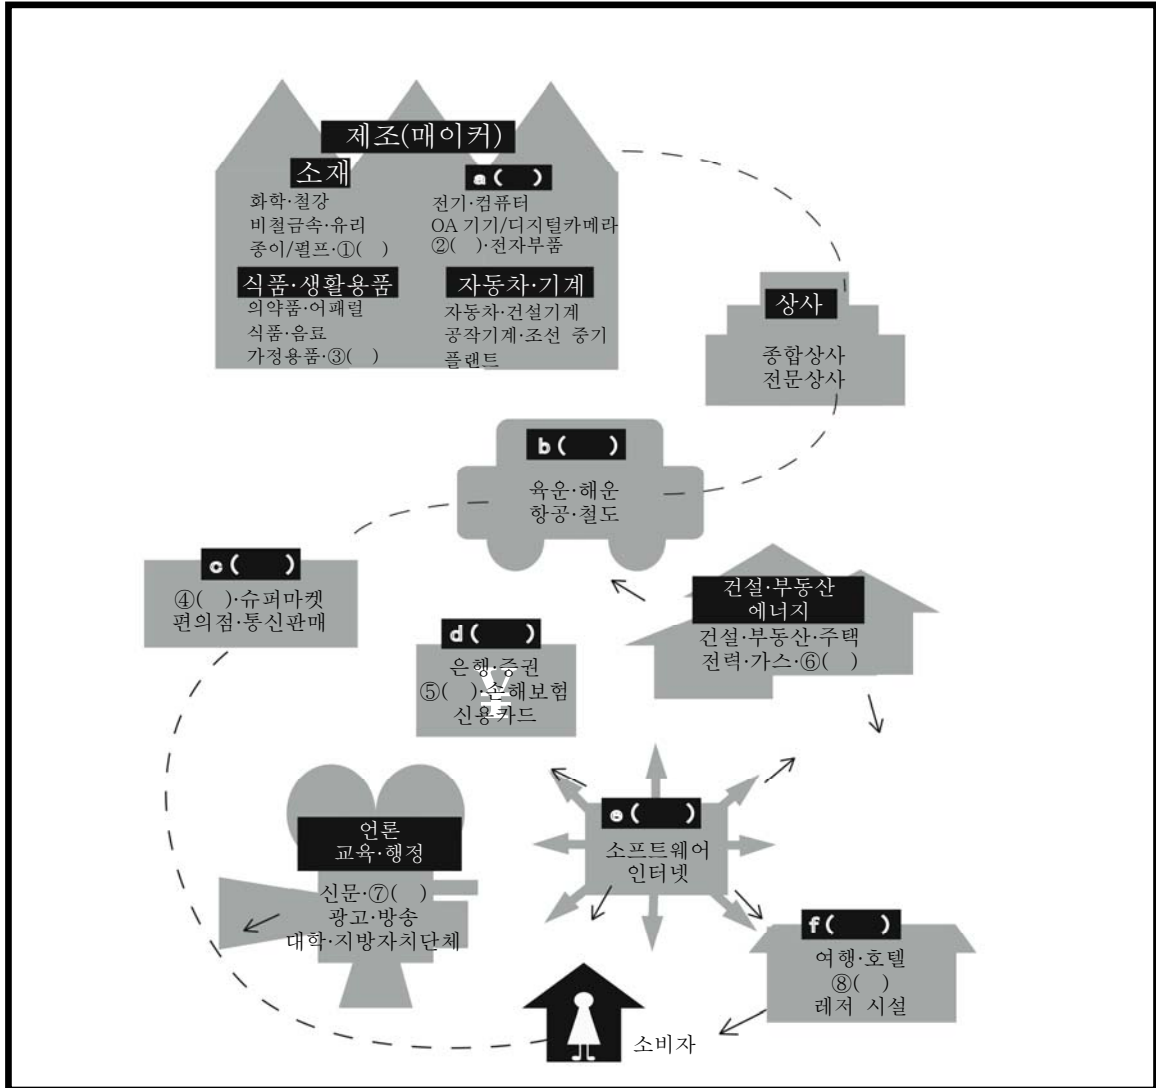 제조(매이커)
소재
화학·철강
비철금속·유리
종이/펄프·①( )
a( )
전기·컴퓨터
OA 기기/디지털카메라
②( )·전자부품
식품·생활용품
의약품·어패럴
식품·음료
가정용품·③( )
자동차·기계
자동차·건설기계
공작기계·조선 중기
플랜트
상사
종합상사
전문상사
b( )
육운·해운
항공·철도
c( )
④( )·슈퍼마켓
편의점·통신판매
건설·부동산
에너지
건설·부동산·주택
전력·가스·⑥( )
d( )
은행·증권
⑤( )·손해보험
신용카드
¥
언론
교육·행정
신문·⑦( )
광고·방송
대학·지방자치단체
e( )
소프트웨어
인터넷
f( )
여행·호텔
⑧( )
레저 시설
소비자